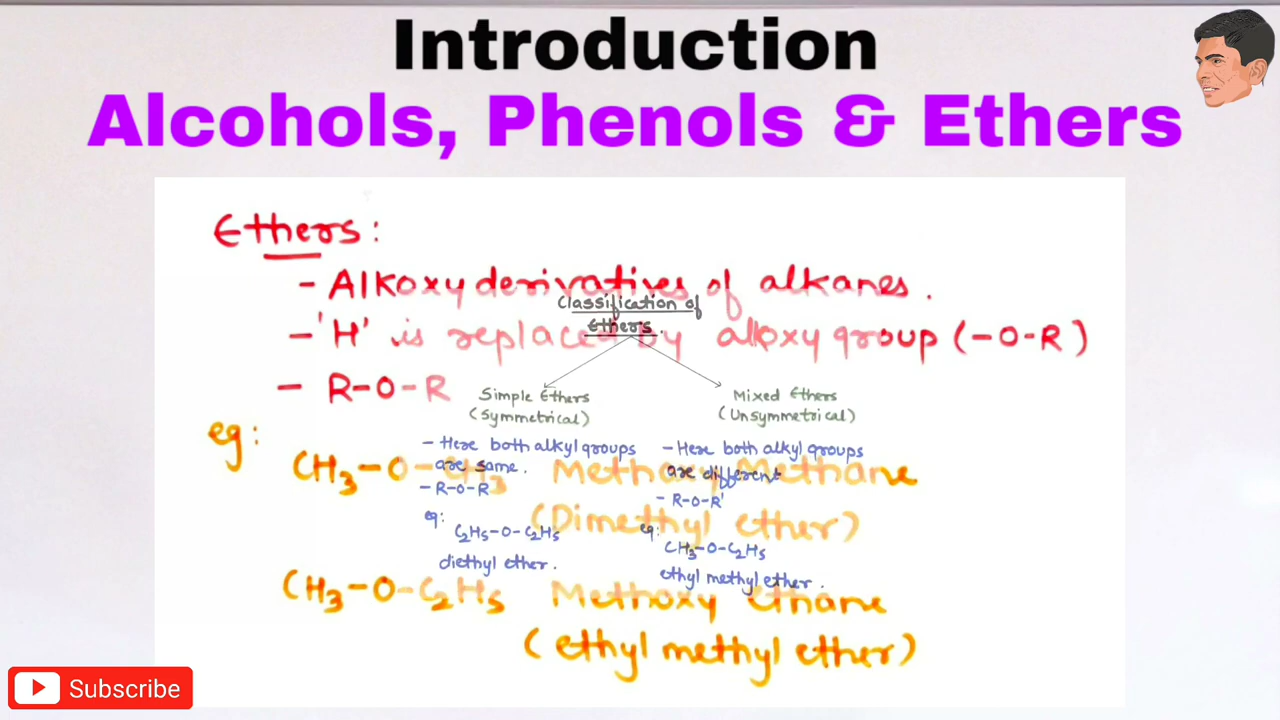 Introduction
Alcohols, Phenols & Ethers
Ethers:
- Alkoxy derivatives of alkanes.
- 'H' is replaced by alkoxy group (-O-R)
- R-O-R
eg:
CH₃-O-CH₃ Methoxy Methane
(Dimethyl ether)
CH₃-O-C₂H₅ Methoxy ethane
(ethyl methyl ether)
Classification of
Ethers.
Simple Ethers
(Symmetrical)
- Here both alkyl groups
are same.
- R-O-R
eg:
C₂H₅-O-C₂H₅
diethyl ether.
Mixed Ethers
(Unsymmetrical)
- Here both alkyl groups
are different
- R-O-R'
eg:
CH₃-O-C₂H₅
ethyl methyl ether.
Subscribe